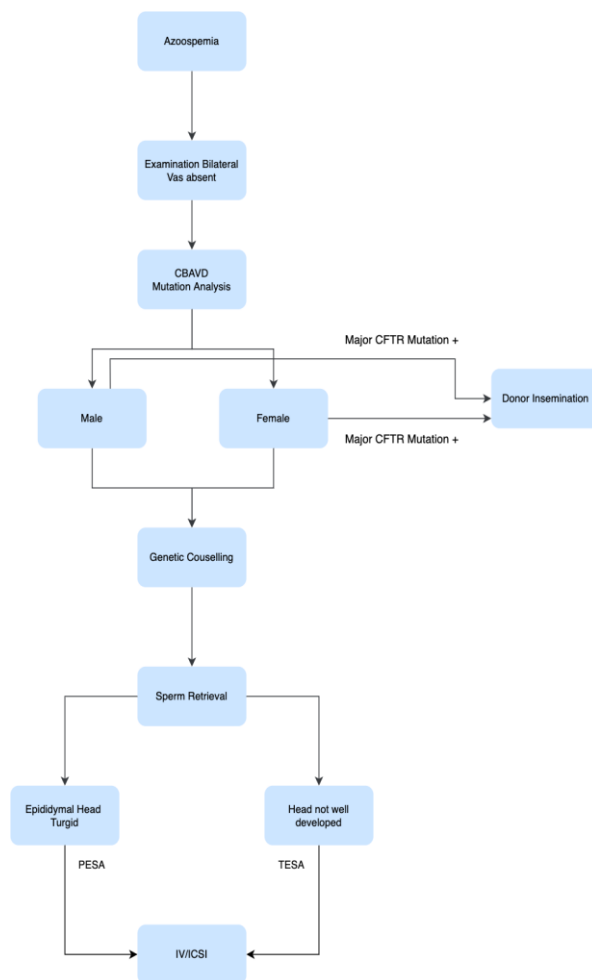 Azoospemia
Examination Bilateral
Vas absent
CBAVD
Mutation Analysis
Major CFTR Mutation +
Donor Insemination
Male
Female
Major CFTR Mutation +
Genetic Couselling
Sperm Retrieval
Epididymal Head
Turgid
Head not well
developed
PESA
TESA
IV/ICSI